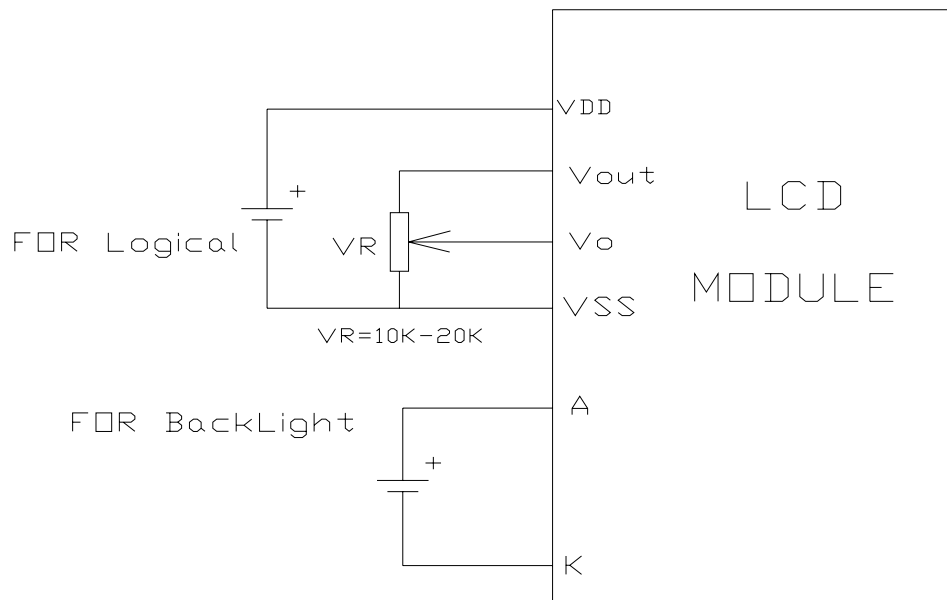 VDD
Vout
LCD
+
FOR Logical
VR
Vo
MODULE
VSS
VR=10K-20K
A
FOR BackLight
+
K